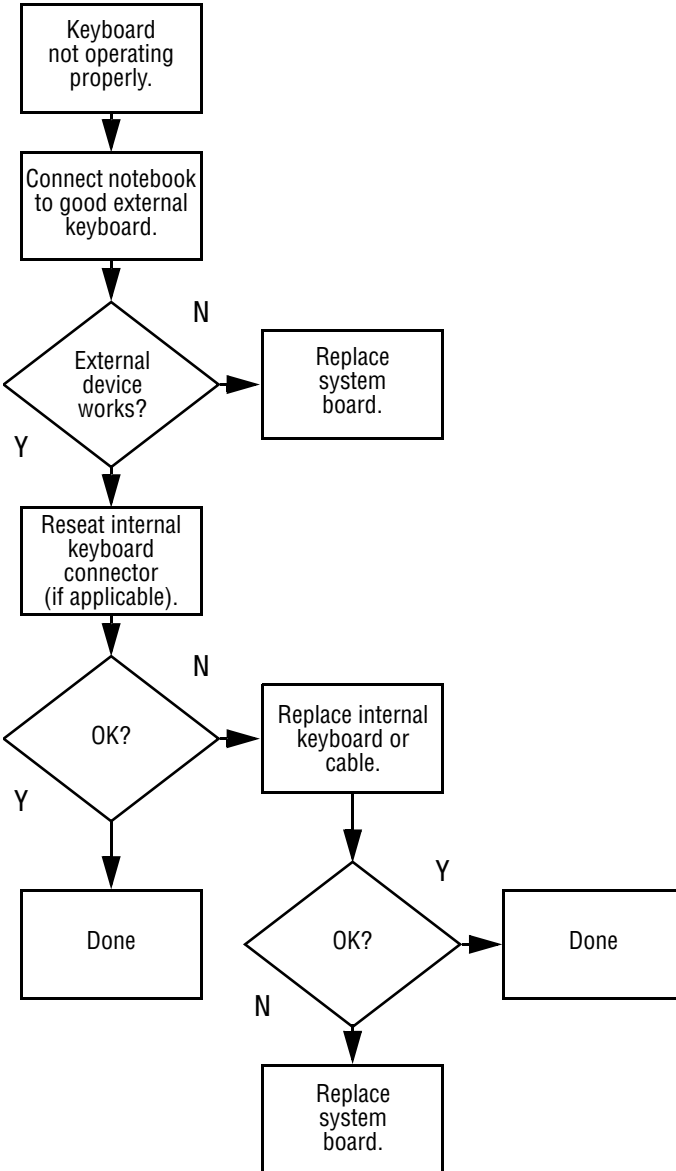 Keyboard
not operating
properly.
Connect notebook
to good external
keyboard.
N
External
device
works?
Replace
system
board.
Y
Reseat internal
keyboard
connector
(if applicable).
N
OK?
Replace internal
keyboard or
cable.
Y
Y
Done
OK?
Done
N
Replace
system
board.